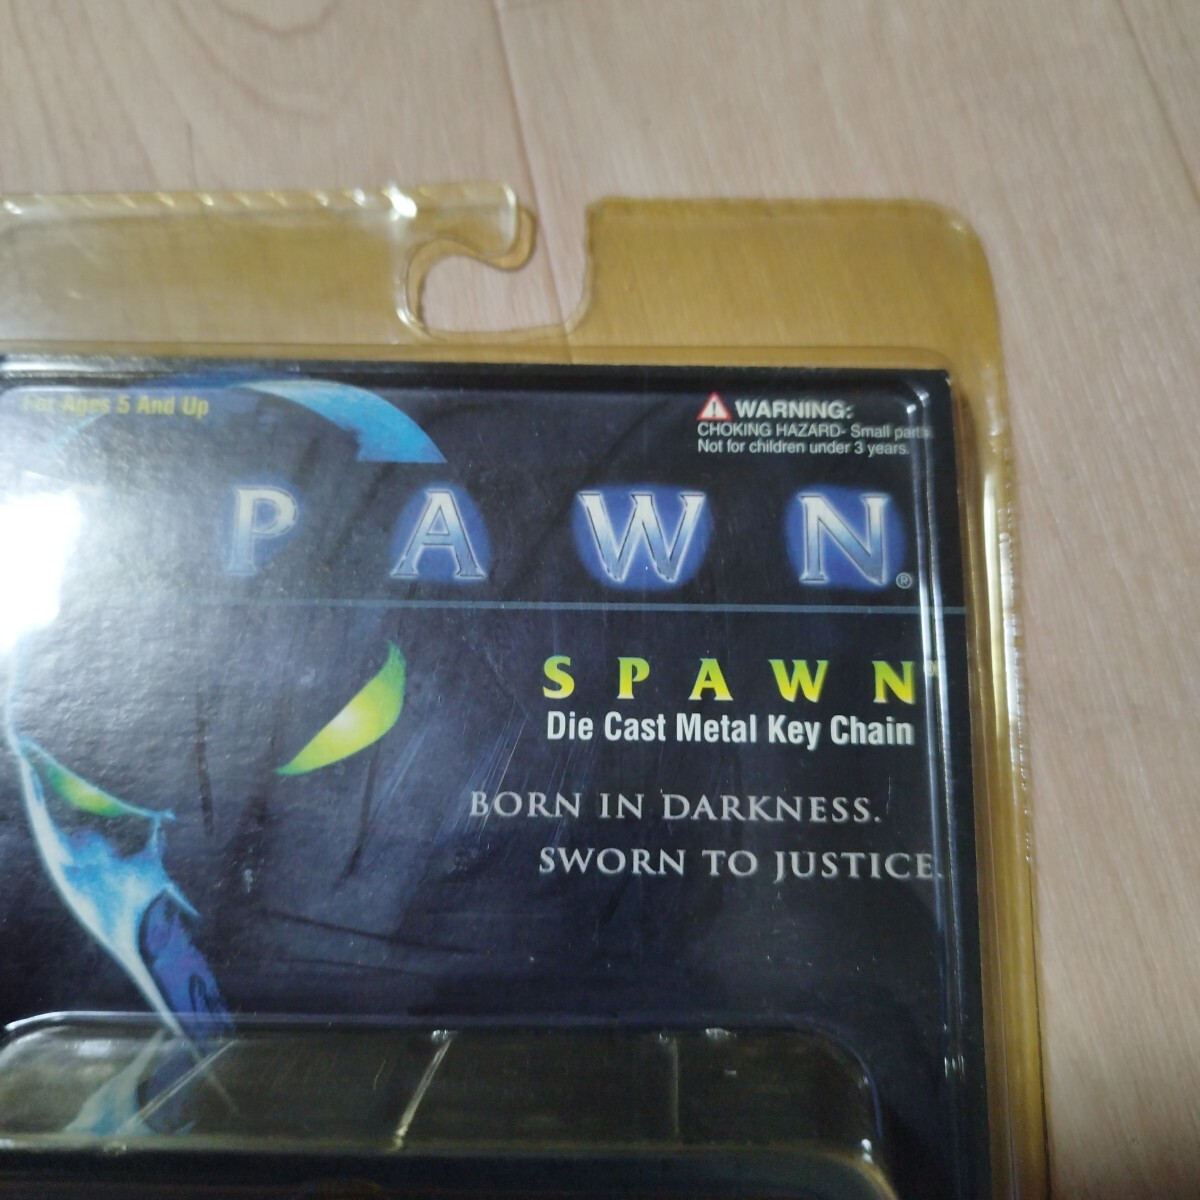 For Ages 5 And Up
WARNING:
CHOKING HAZARD- Small parts.
Not for children under 3 years.
PAWN®
SPAWN
Die Cast Metal Key Chain
BORN IN DARKNESS.
SWORN TO JUSTICE.